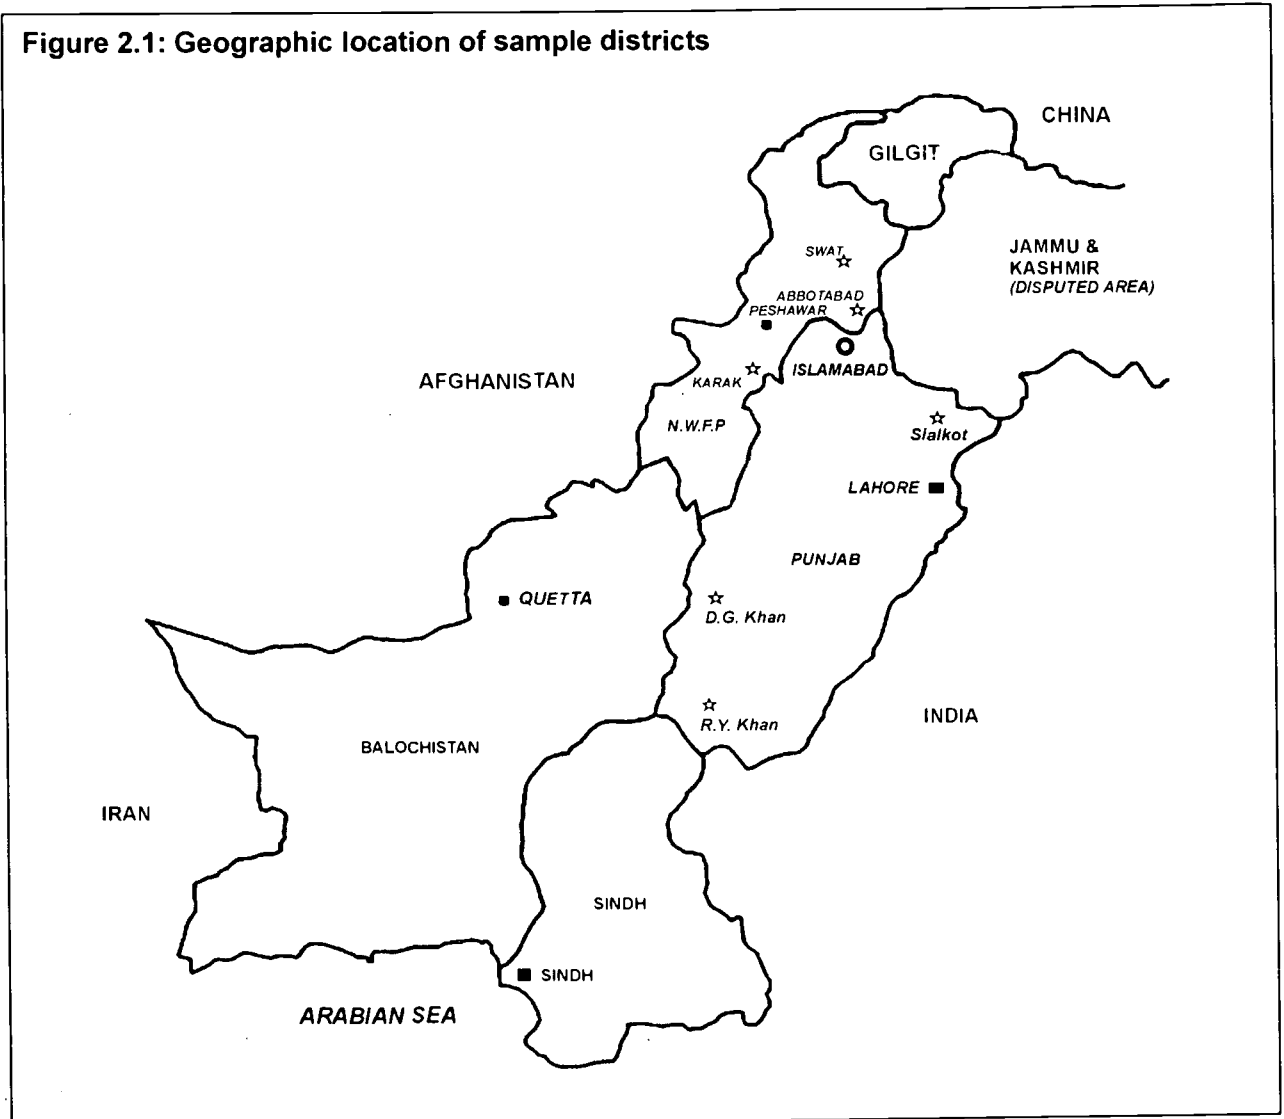 Figure 2.1: Geographic location of sample districts
CHINA
GILGIT
SWAT
JAMMU &
KASHMIR
(DISPUTED AREA)
ABBOTABAD
PESHAWAR
ISLAMABAD
AFGHANISTAN
KARAK
N.W.F.P
Sialkot
LAHORE
PUNJAB
QUETTA
D.G. Khan
R.Y. Khan
INDIA
BALOCHISTAN
IRAN
SINDH
SINDH
ARABIAN SEA